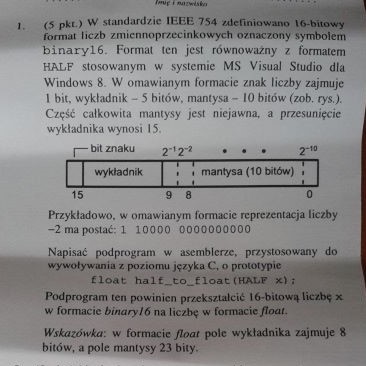 Imię i nazwisko
1. (5 pkt.) W standardzie IEEE 754 zdefiniowano 16-bitowy
format liczb zmiennoprzecinkowych oznaczony symbolem
binary16. Format ten jest równoważny z formatem
HALF stosowanym w systemie MS Visual Studio dla
Windows 8. W omawianym formacie znak liczby zajmuje
1 bit, wykładnik – 5 bitów, mantysa – 10 bitów (zob. rys.).
Część całkowita mantysy jest niejawna, a przesunięcie
wykładnika wynosi 15.
bit znaku 2⁻¹ 2⁻² • • • 2⁻¹⁰
wykładnik mantysa (10 bitów)
15 9 8 0
Przykładowo, w omawianym formacie reprezentacja liczby
–2 ma postać: 1 10000 0000000000
Napisać podprogram w asemblerze, przystosowany do
wywoływania z poziomu języka C, o prototypie
float half_to_float(HALF x);
Podprogram ten powinien przekształcić 16-bitową liczbę x
w formacie binary16 na liczbę w formacie float.
Wskazówka: w formacie float pole wykładnika zajmuje 8
bitów, a pole mantysy 23 bity.